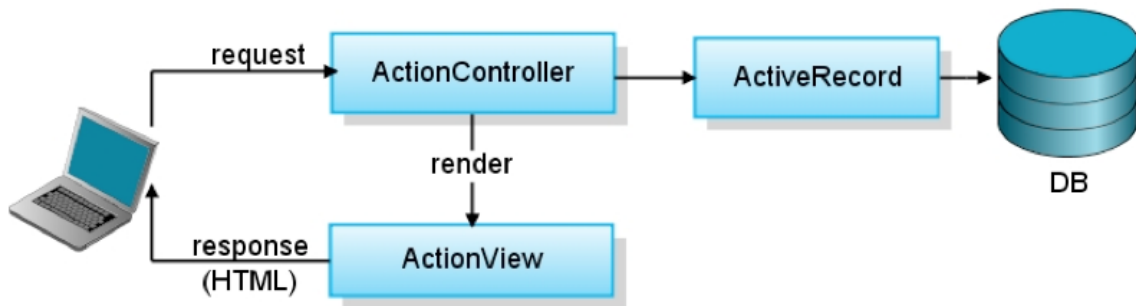 request
ActionController
ActiveRecord
DB
render
response
(HTML)
ActionView